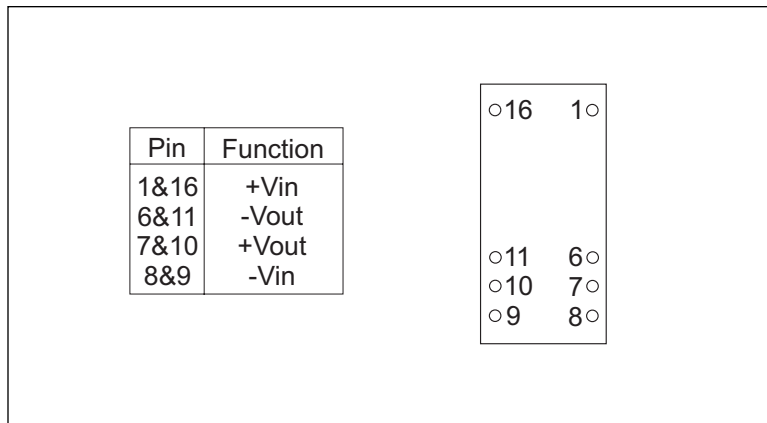 Pin Function
1&16 +Vin
6&11 -Vout
7&10 +Vout
8&9 -Vin
16 1
11 6
10 7
9 8